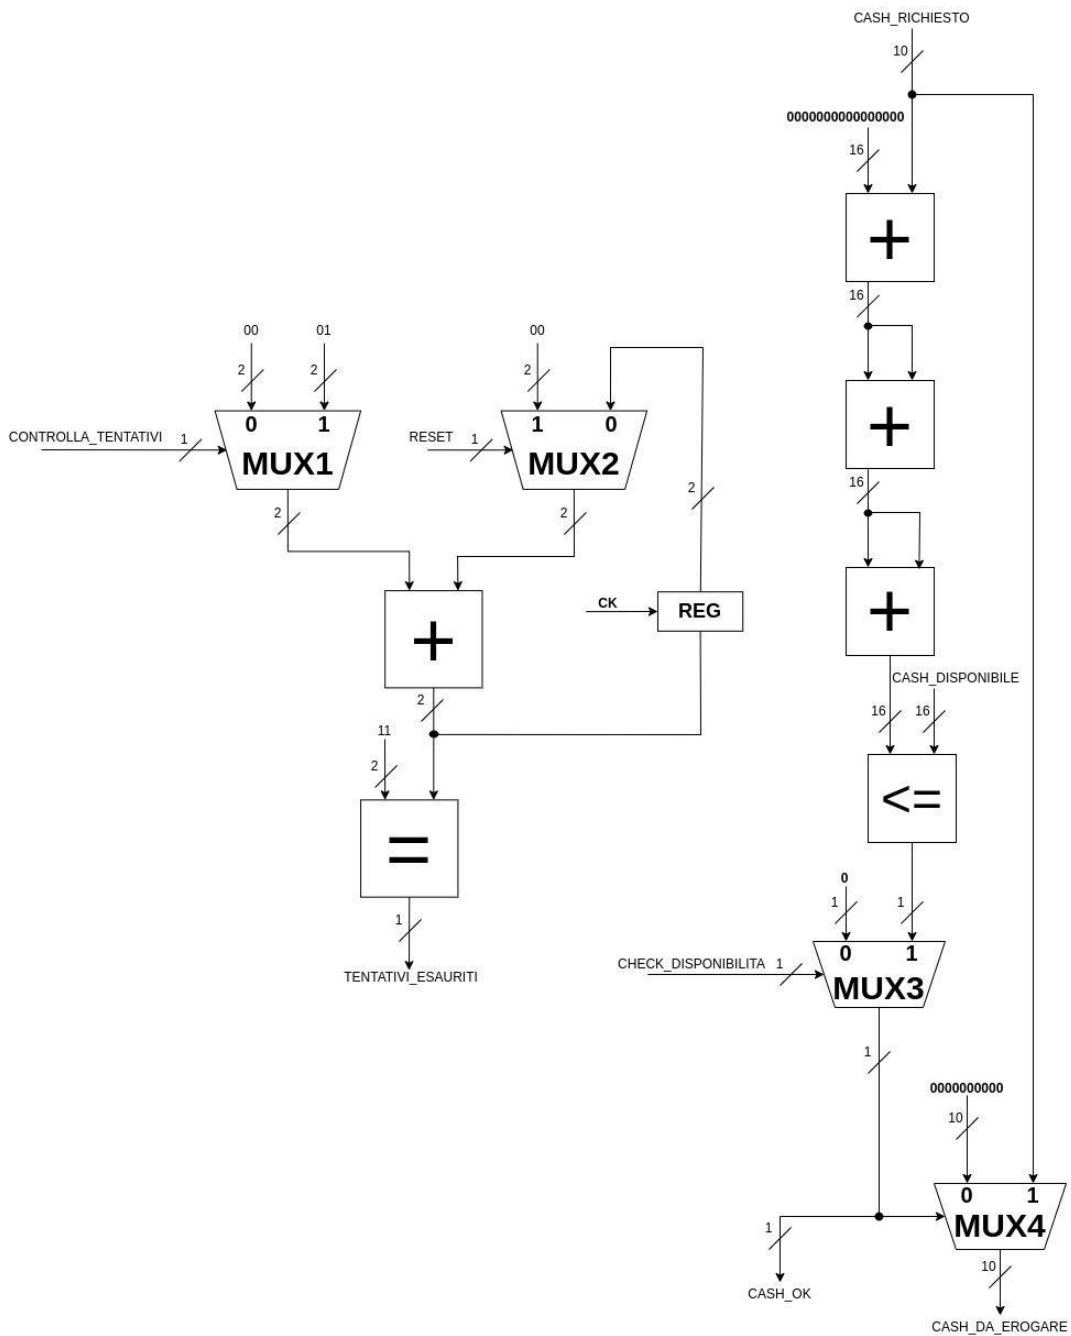 CASH_RICHIESTO
10
0000000000000000
16
+
16
00 01 00
2 2 2
0 1 1 0
+
CONTROLLA_TENTATIVI 1 RESET 1
MUX1 MUX2
2
16
2 2
CK REG
+ +
CASH_DISPONIBILE
2
16 16
11
2
<=
=
0
1 1
1
0 1
TENTATIVI_ESAURITI
CHECK_DISPONIBILITA 1
MUX3
1
0000000000
10
0 1
MUX4
1
10
CASH_OK
CASH_DA_EROGARE